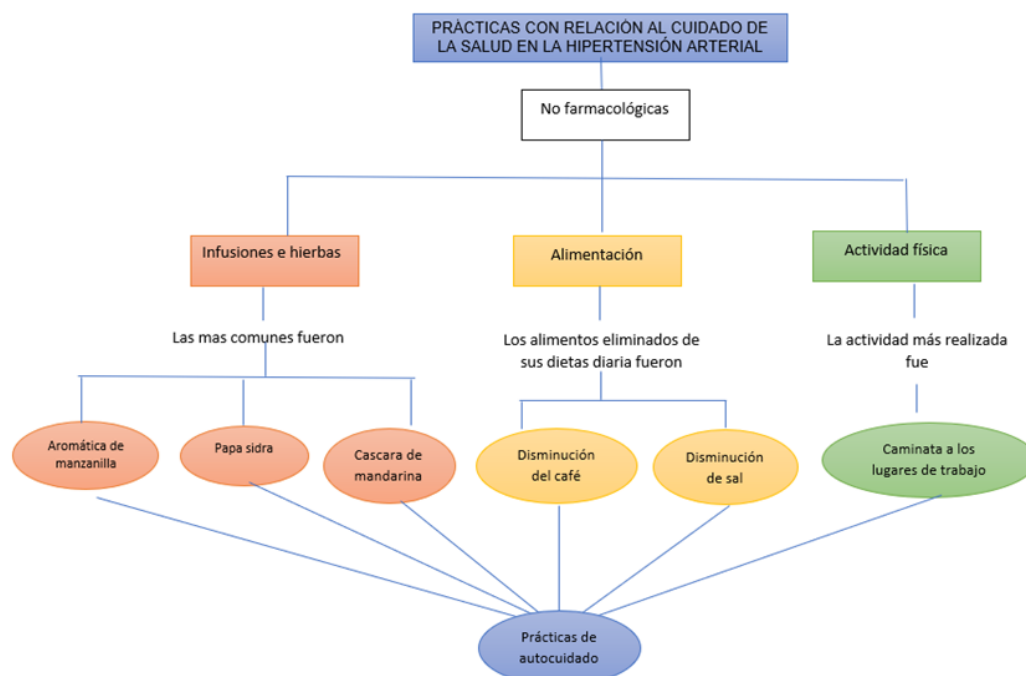 PRÀCTICAS CON RELACIÒN AL CUIDADO DE
LA SALUD EN LA HIPERTENSIÓN ARTERIAL
No farmacológicas
Infusiones e hierbas
Alimentación
Actividad física
Las mas comunes fueron
Los alimentos eliminados de
sus dietas diaria fueron
La actividad más realizada
fue
Aromática de
manzanilla
Papa sidra
Cascara de
mandarina
Disminución
del café
Disminución
de sal
Caminata a los
lugares de trabajo
Prácticas de
autocuidado